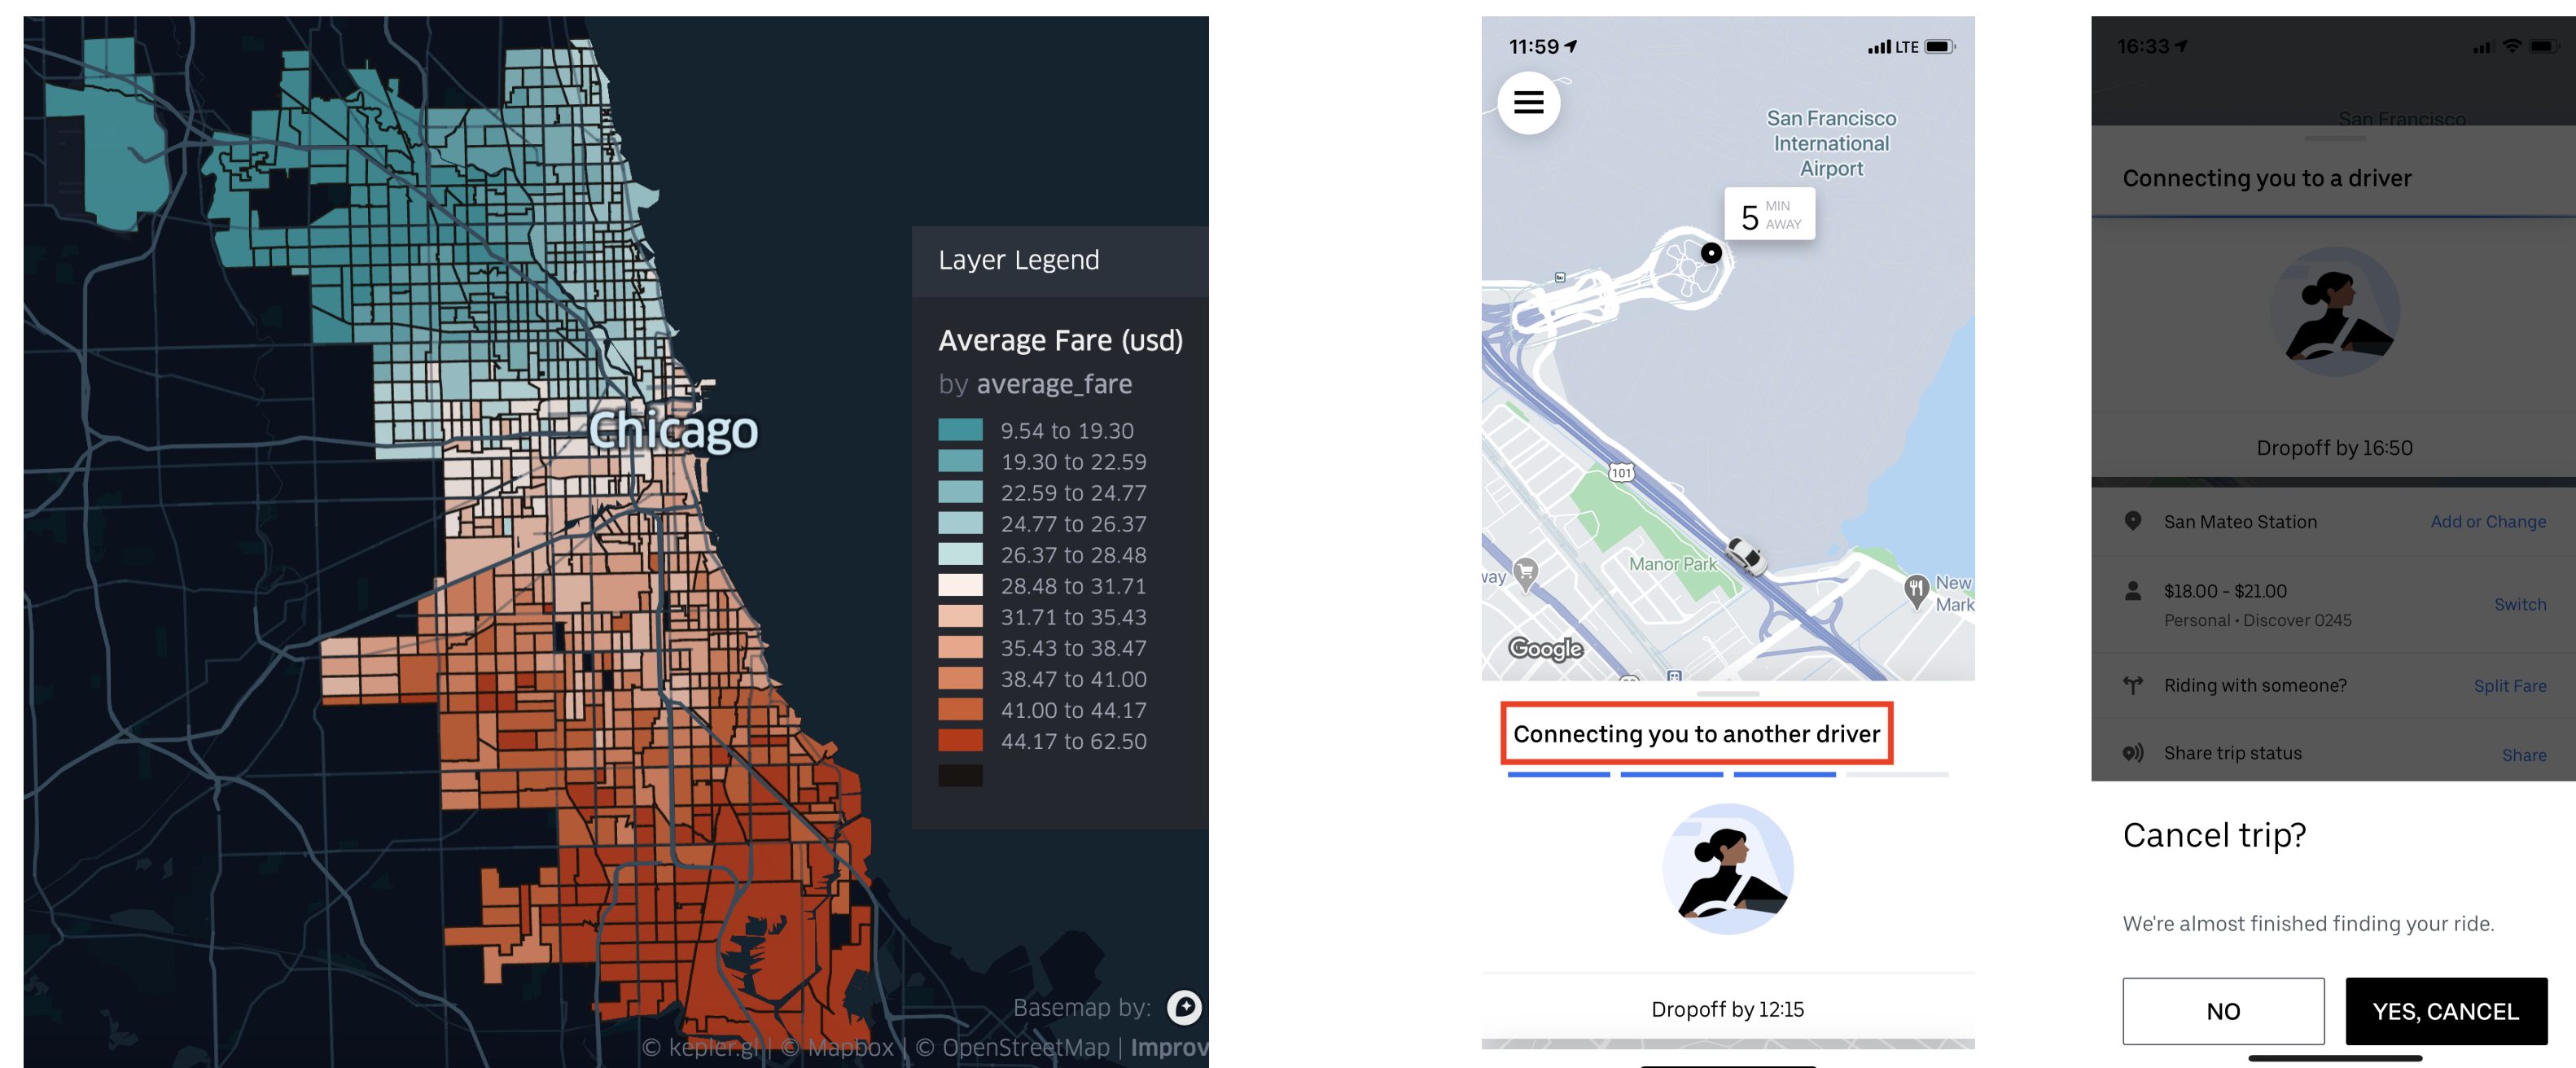 Chicago
Layer Legend
Average Fare (usd)
by average_fare
9.54 to 19.30
19.30 to 22.59
22.59 to 24.77
24.77 to 26.37
26.37 to 28.48
28.48 to 31.71
31.71 to 35.43
35.43 to 38.47
38.47 to 41.00
41.00 to 44.17
44.17 to 62.50
Basemap by:
© kepler.gl | © Mapbox | © OpenStreetMap | Improv
11:59
LTE
San Francisco
International
Airport
5 MIN AWAY
101
Manor Park
way
New
Mark
Google
Connecting you to another driver
Dropoff by 12:15
16:33
San Francisco
Connecting you to a driver
Dropoff by 16:50
San Mateo Station
Add or Change
$18.00 - $21.00
Personal • Discover 0245
Switch
Riding with someone?
Split Fare
Share trip status
Share
Cancel trip?
We're almost finished finding your ride.
NO
YES, CANCEL